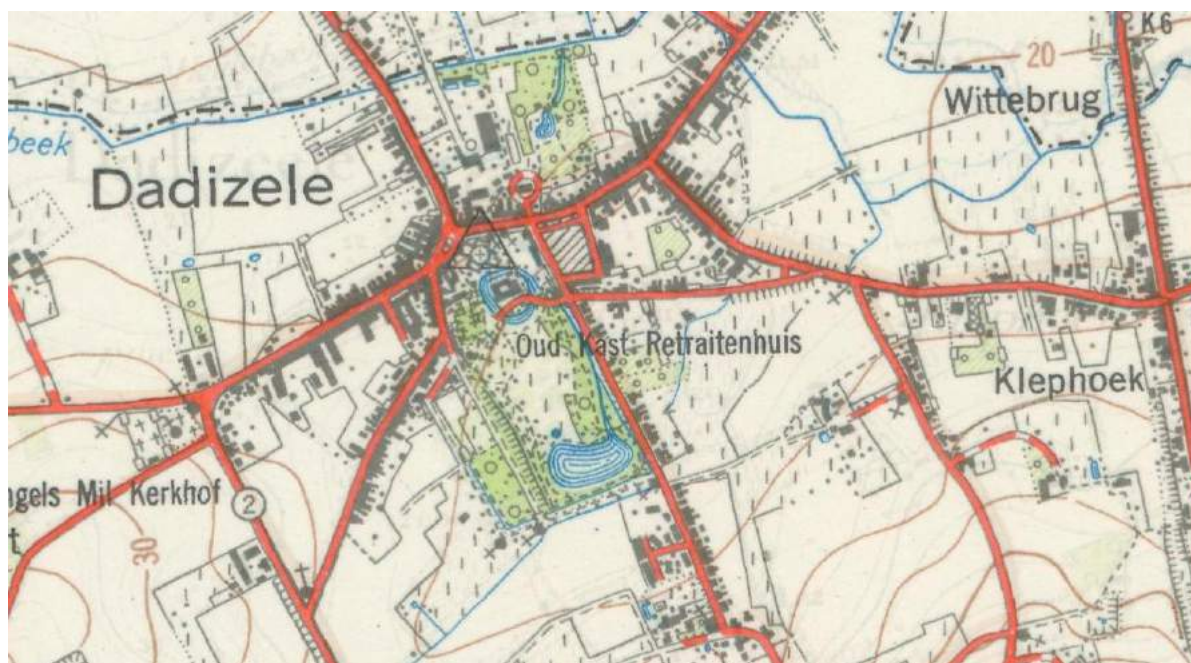 K6
20
Wittebrug
beek
Dadizele
Oud Kast Retraitenhuis
Klephoek
ngels Mil Kerkhof
2
t
30